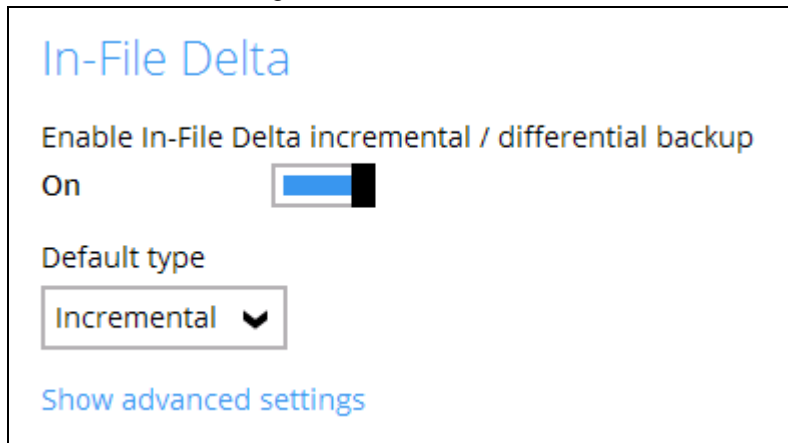 In-File Delta
Enable In-File Delta incremental / differential backup
On
Default type
Incremental
Show advanced settings